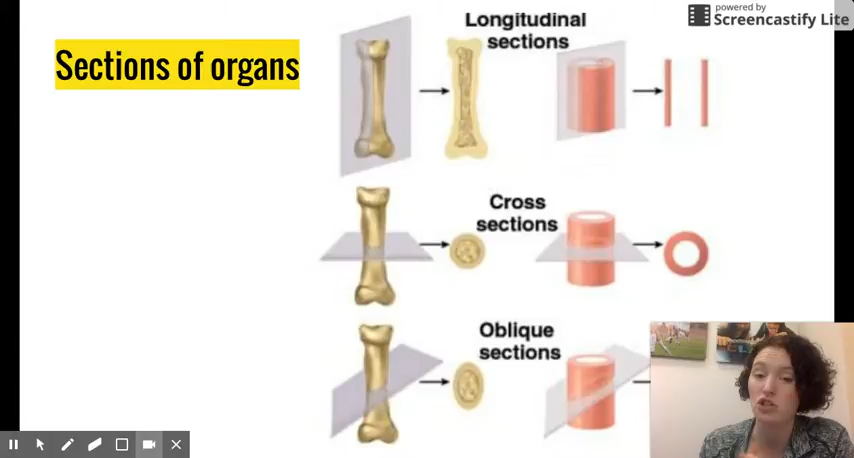 Sections of organs
Longitudinal
sections
powered by
Screencastify Lite
Cross
sections
Oblique
sections